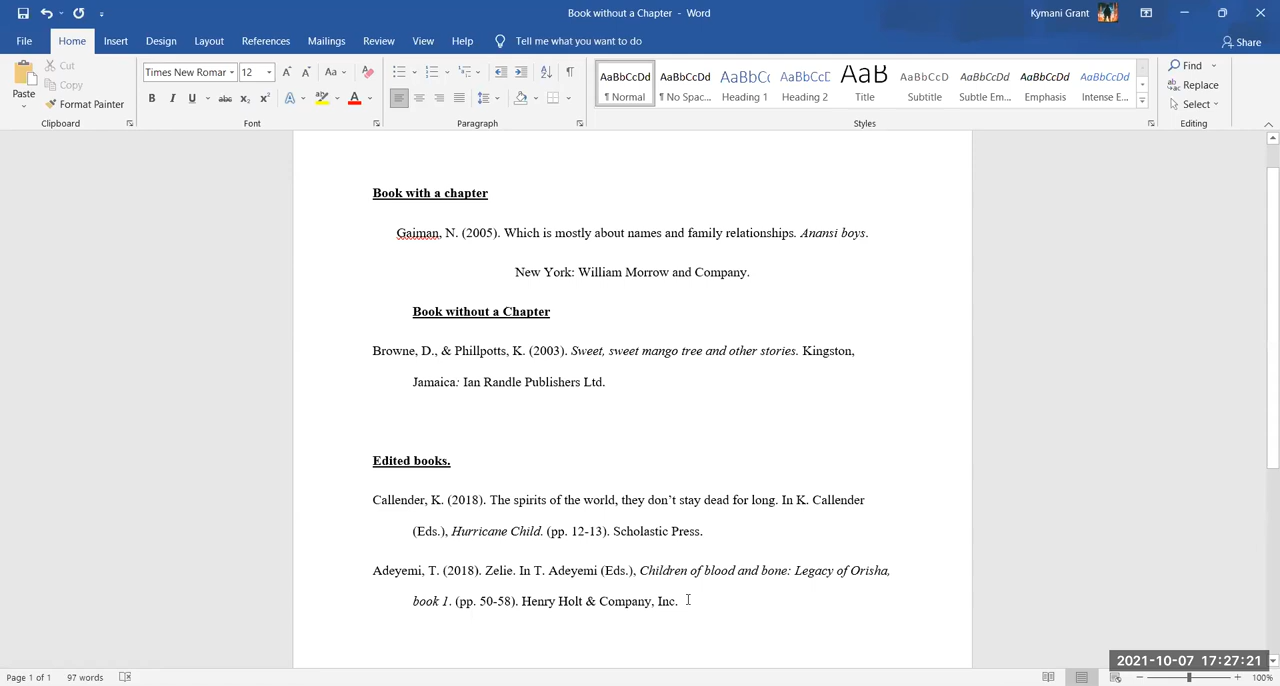 Book without a Chapter - Word
Kymani Grant
File Home Insert Design Layout References Mailings Review View Help Tell me what you want to do
Share
Paste
Cut
Copy
Format Painter
Clipboard
Times New Romar 12
Aa
B I U abc X₂ X² A A
Font
Paragraph
AaBbCcDd AaBbCcDd AaBbCc AaBbCcD AaB AaBbCcD AaBbCcDd AaBbCcDd AaBbCcDd
¶ Normal ¶ No Spac... Heading 1 Heading 2 Title Subtitle Subtle Em... Emphasis Intense E...
Styles
Find
Replace
Select
Editing
Book with a chapter
Gaiman, N. (2005). Which is mostly about names and family relationships. Anansi boys.
New York: William Morrow and Company.
Book without a Chapter
Browne, D., & Phillpotts, K. (2003). Sweet, sweet mango tree and other stories. Kingston,
Jamaica: Ian Randle Publishers Ltd.
Edited books.
Callender, K. (2018). The spirits of the world, they don’t stay dead for long. In K. Callender
(Eds.), Hurricane Child. (pp. 12-13). Scholastic Press.
Adeyemi, T. (2018). Zelie. In T. Adeyemi (Eds.), Children of blood and bone: Legacy of Orisha,
book 1. (pp. 50-58). Henry Holt & Company, Inc.
2021-10-07 17:27:21
Page 1 of 1 97 words
100%